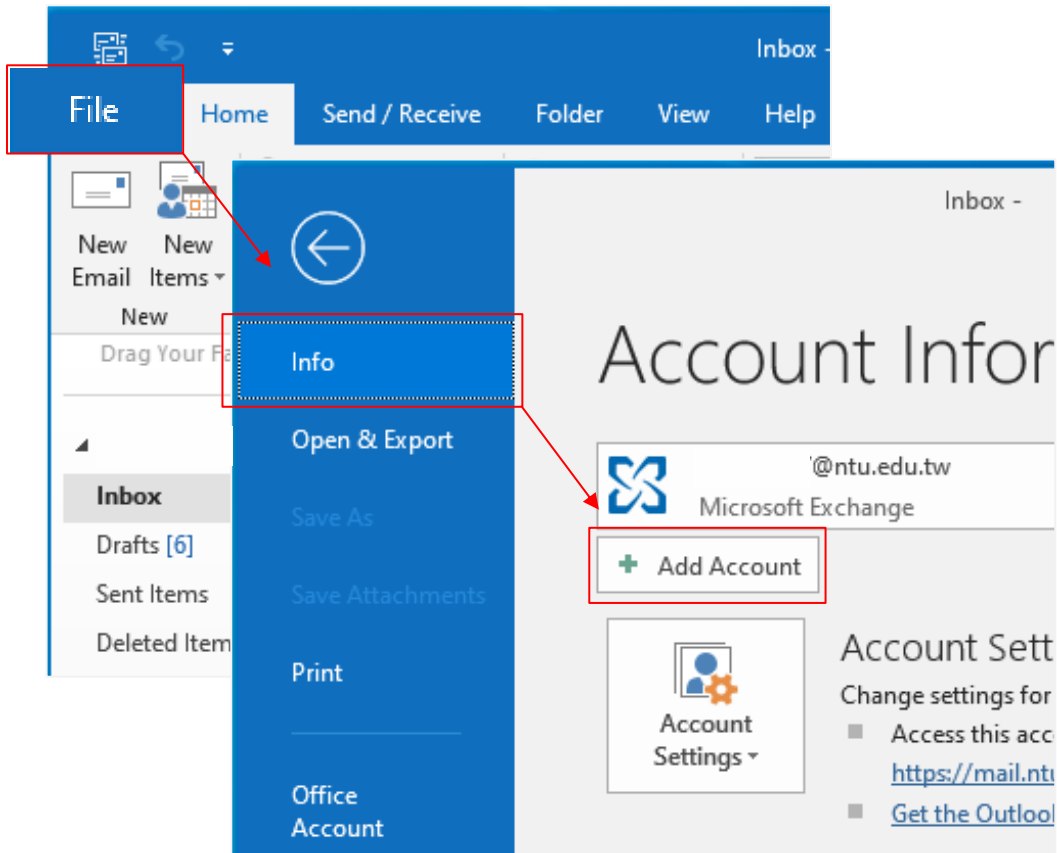 Inbox -
File
Home
Send / Receive
Folder
View
Help
New
Email
New
Items
New
Drag Your
Inbox
Drafts [6]
Sent Items
Deleted Item
Info
Open & Export
Save As
Save Attachments
Print
Office
Account
Inbox -
Account Infor
@ntu.edu.tw
Microsoft Exchange
Add Account
Account
Settings
Account Sett
Change settings for
Access this acc
https://mail.ntu
Get the Outlool